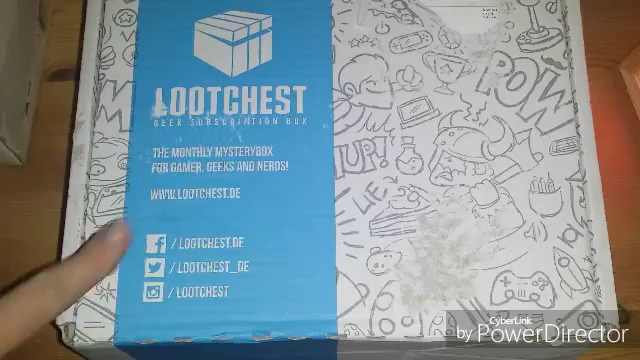 LOOTCHEST
GEEK SUBSCRIPTION BOX
THE MONTHLY MYSTERYBOX
FOR GAMER, GEEKS AND NERDS!
WWW.LOOTCHEST.DE
/ LOOTCHEST.DE
/ LOOTCHEST_DE
/ LOOTCHEST
POW
UP!
LIFE
CyberLink
by PowerDirector